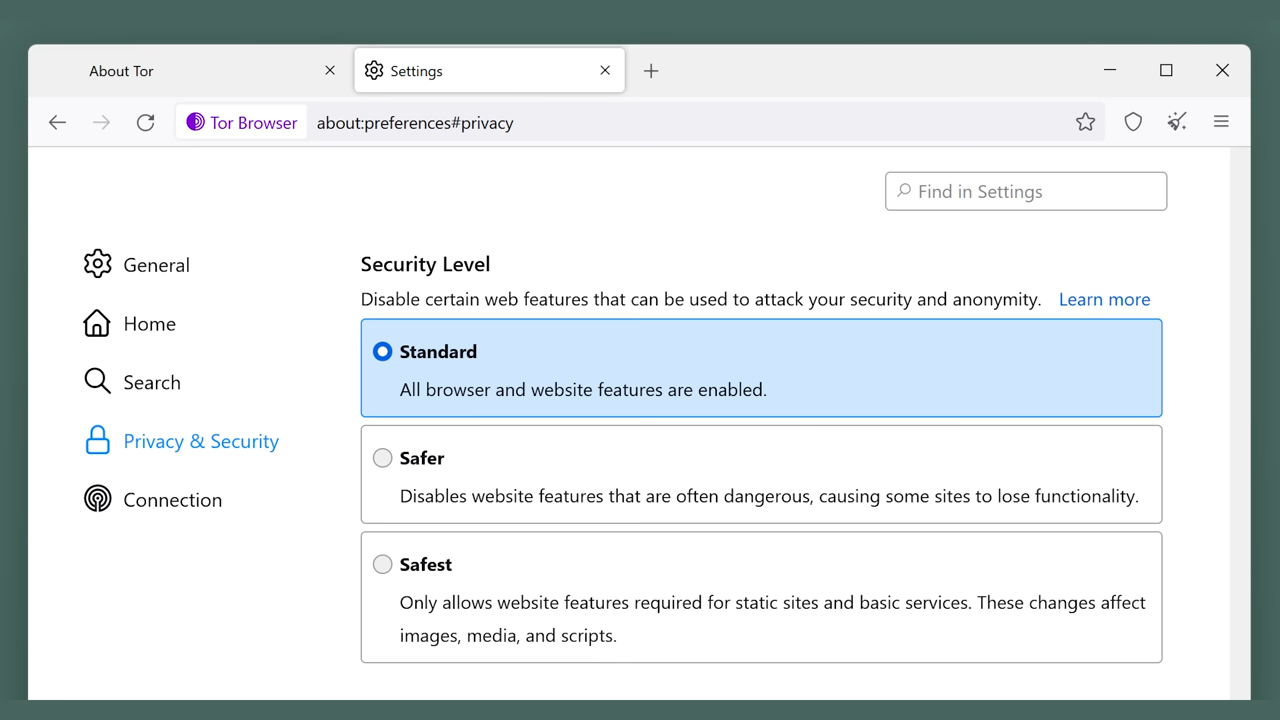 About Tor
Settings
Tor Browser
about:preferences#privacy
Find in Settings
General
Home
Search
Privacy & Security
Connection
Security Level
Disable certain web features that can be used to attack your security and anonymity. Learn more
Standard
All browser and website features are enabled.
Safer
Disables website features that are often dangerous, causing some sites to lose functionality.
Safest
Only allows website features required for static sites and basic services. These changes affect
images, media, and scripts.